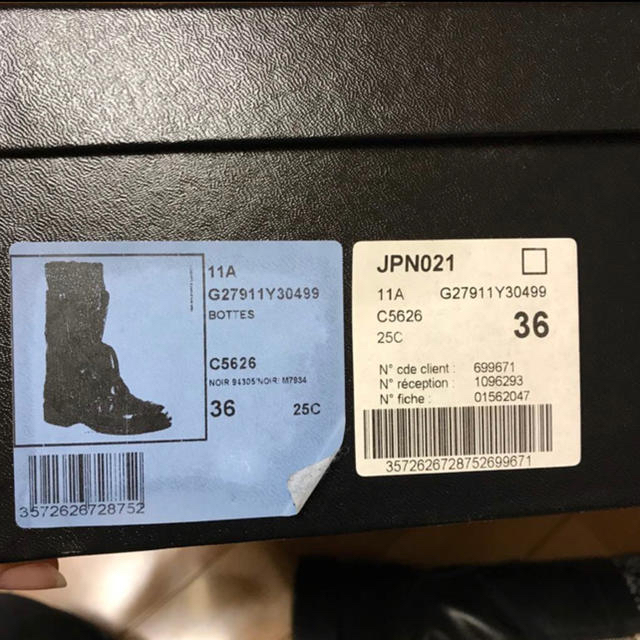 11A
G27911Y30499
BOTTES
C5626
NOIR 94305/NOIR: M7934
36 25C
3572626728752
JPN021
11A G27911Y30499
C5626
36
25C
N° cde client : 699671
N° réception : 1096293
N° fiche : 01562047
3572626728752699671